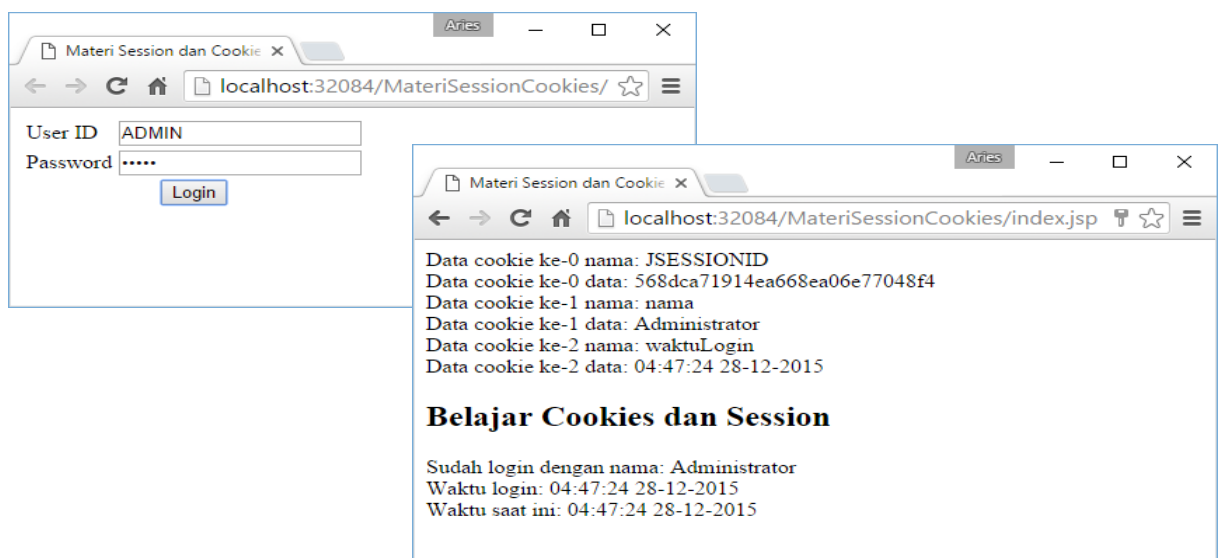 Aries
Materi Session dan Cookie
localhost:32084/MateriSessionCookies/
User ID ADMIN
Password •••••
Login
Aries
Materi Session dan Cookie
localhost:32084/MateriSessionCookies/index.jsp
Data cookie ke-0 nama: JSESSIONID
Data cookie ke-0 data: 568dca71914ea668ea06e77048f4
Data cookie ke-1 nama: nama
Data cookie ke-1 data: Administrator
Data cookie ke-2 nama: waktuLogin
Data cookie ke-2 data: 04:47:24 28-12-2015
Belajar Cookies dan Session
Sudah login dengan nama: Administrator
Waktu login: 04:47:24 28-12-2015
Waktu saat ini: 04:47:24 28-12-2015